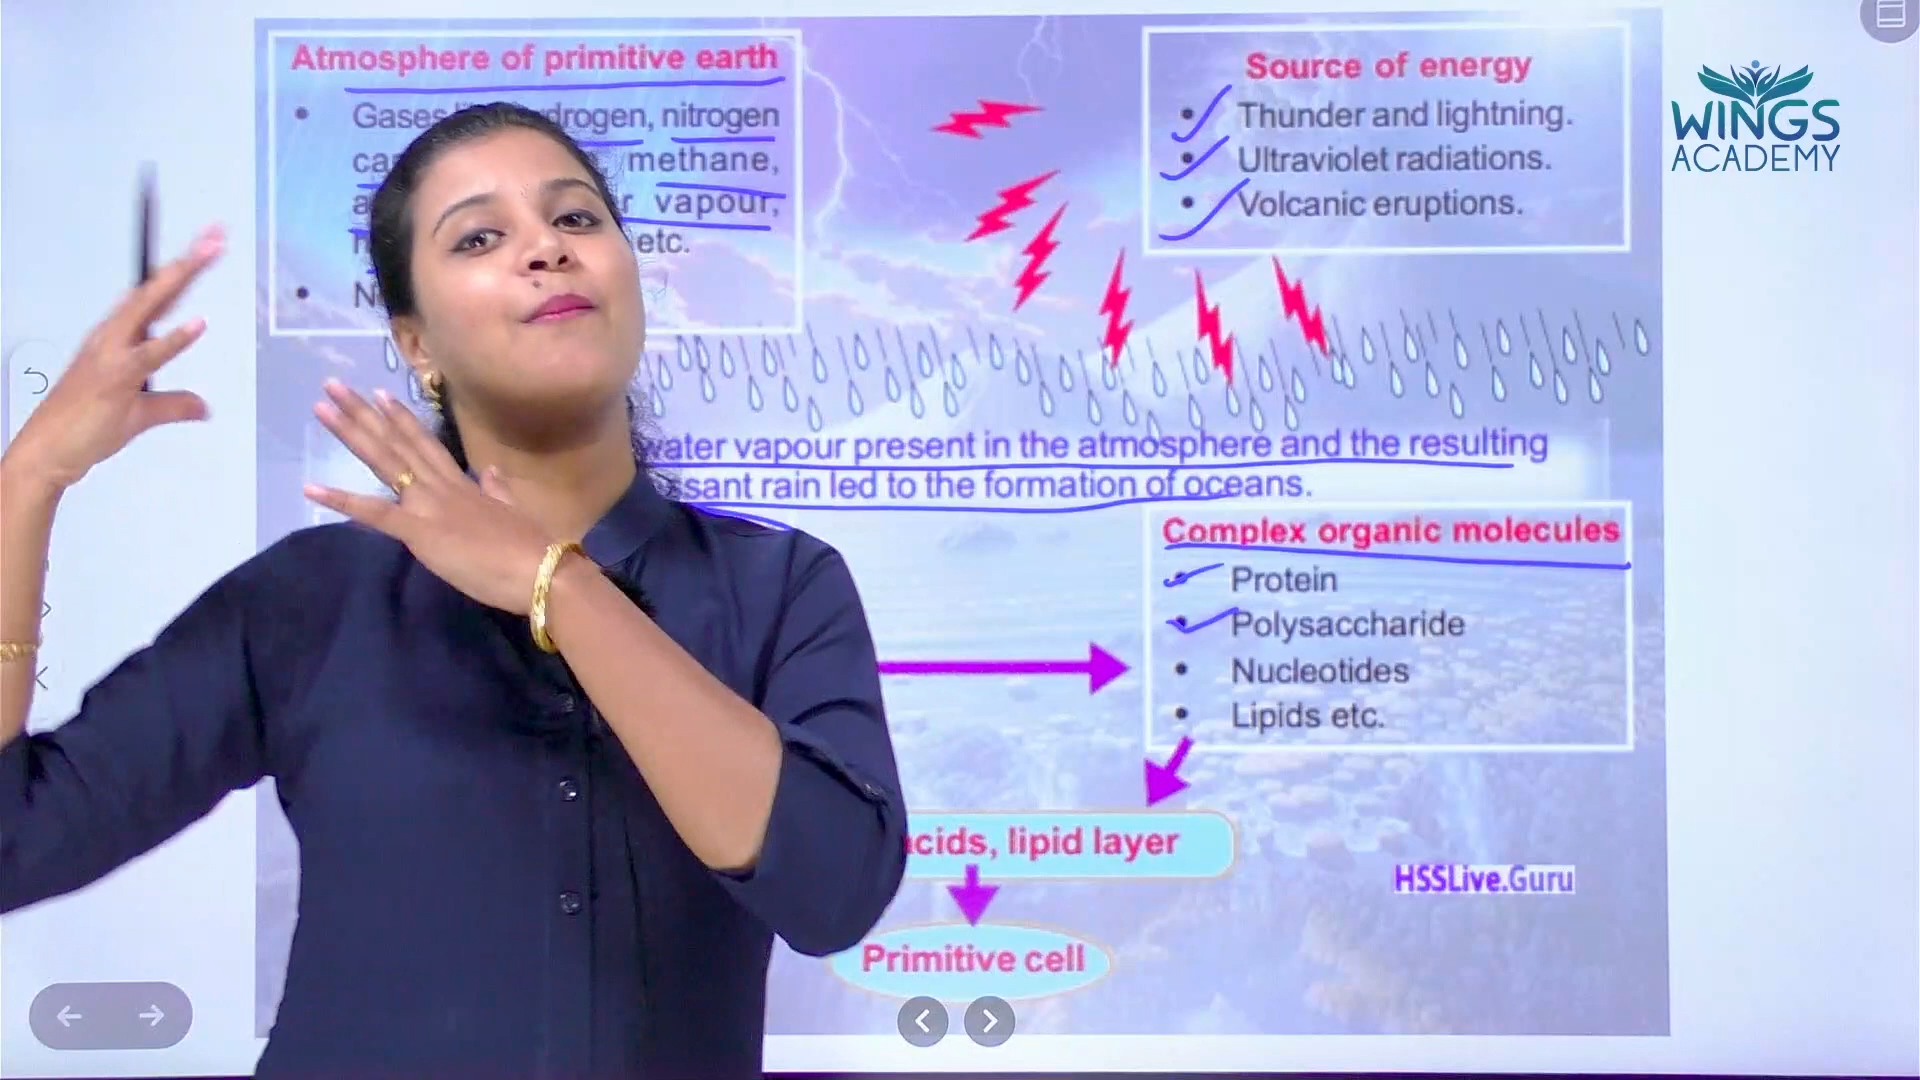 Atmosphere of primitive earth
Gases hydrogen, nitrogen
methane,
vapour,
etc.
Source of energy
Thunder and lightning.
Ultraviolet radiations.
Volcanic eruptions.
WINGS
ACADEMY
water vapour present in the atmosphere and the resulting
rain led to the formation of oceans.
Complex organic molecules
Protein
Polysaccharide
Nucleotides
Lipids etc.
acids, lipid layer
HSSLive.Guru
Primitive cell